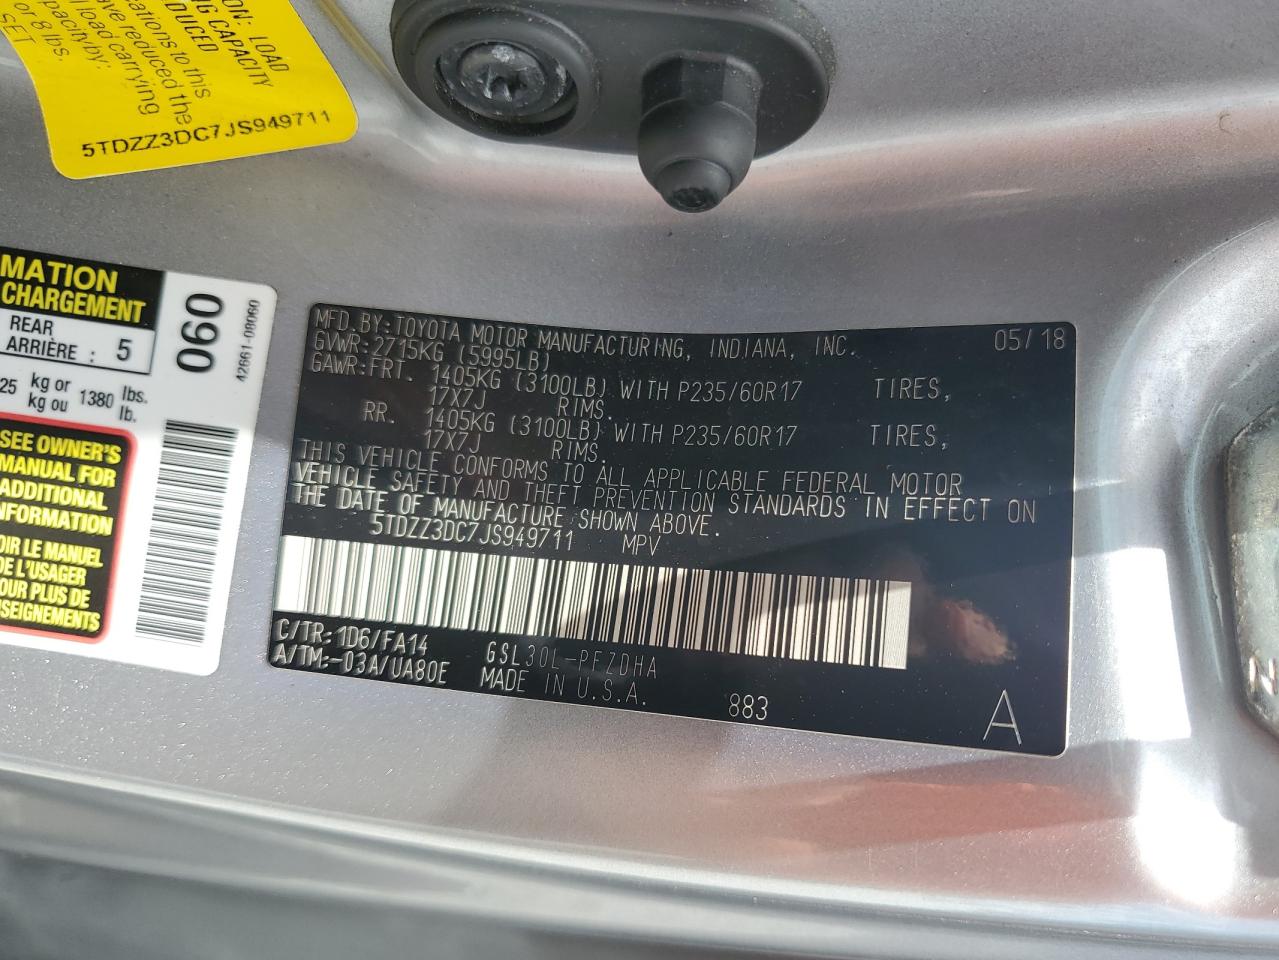 ON: LOAD
NG CAPACITY
DUCED
cations to this
ave reduced the
l load carrying
pacity by:
or 8 lbs.
SET
5TDZZ3DC7JS949711
MATION
CHARGEMENT
REAR
ARRIÈRE : 5
25 kg or 1380 lbs.
kg ou lb.
060
42661-08060
SEE OWNER'S
MANUAL FOR
ADDITIONAL
NFORMATION
OIR LE MANUEL
DE L'USAGER
OUR PLUS DE
SEIGNEMENTS
MFD.BY:TOYOTA MOTOR MANUFACTURING, INDIANA, INC. 05/18
GVWR:2715KG (5995LB)
GAWR:FRT. 1405KG (3100LB) WITH P235/60R17 TIRES,
17X7J RIMS.
RR. 1405KG (3100LB) WITH P235/60R17 TIRES,
17X7J RIMS.
THIS VEHICLE CONFORMS TO ALL APPLICABLE FEDERAL MOTOR
VEHICLE SAFETY AND THEFT PREVENTION STANDARDS IN EFFECT ON
THE DATE OF MANUFACTURE SHOWN ABOVE.
5TDZZ3DC7JS949711 MPV
C/TR:1D6/FA14 GSL30L-PFZDHA
A/TM:-03A/UA80E MADE IN U.S.A. 883
A